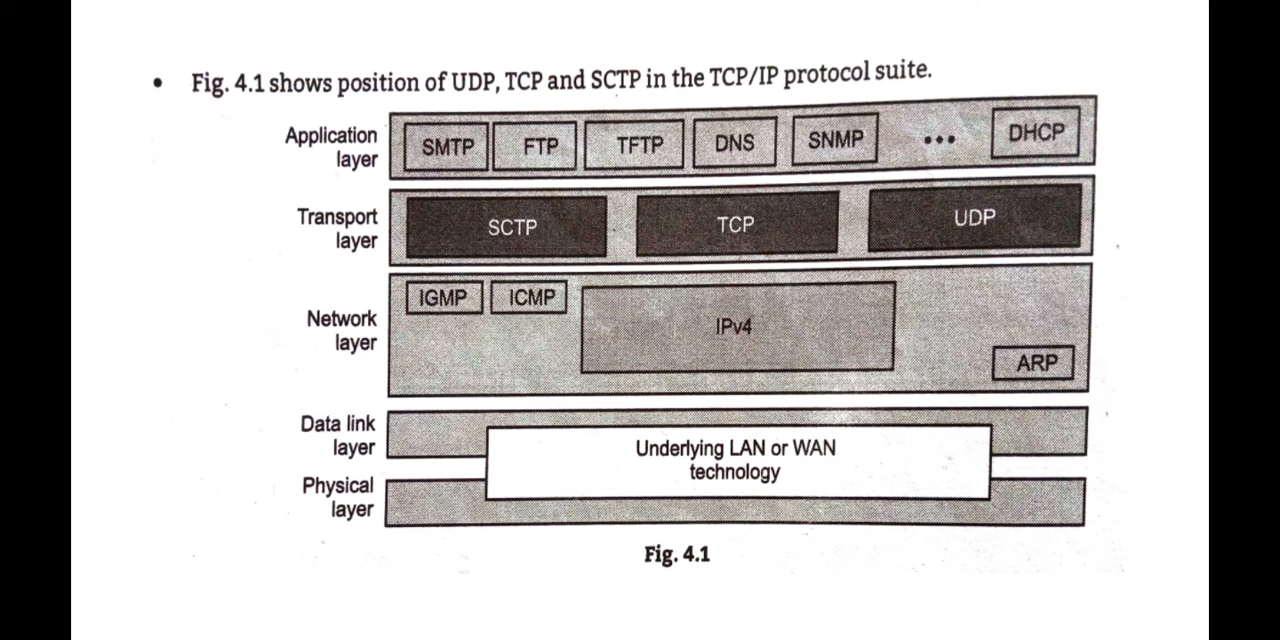 • Fig. 4.1 shows position of UDP, TCP and SCTP in the TCP/IP protocol suite.
Application
layer
SMTP FTP TFTP DNS SNMP ••• DHCP
Transport
layer
SCTP TCP UDP
Network
layer
IGMP ICMP IPv4 ARP
Data link
layer
Underlying LAN or WAN
technology
Physical
layer
Fig. 4.1